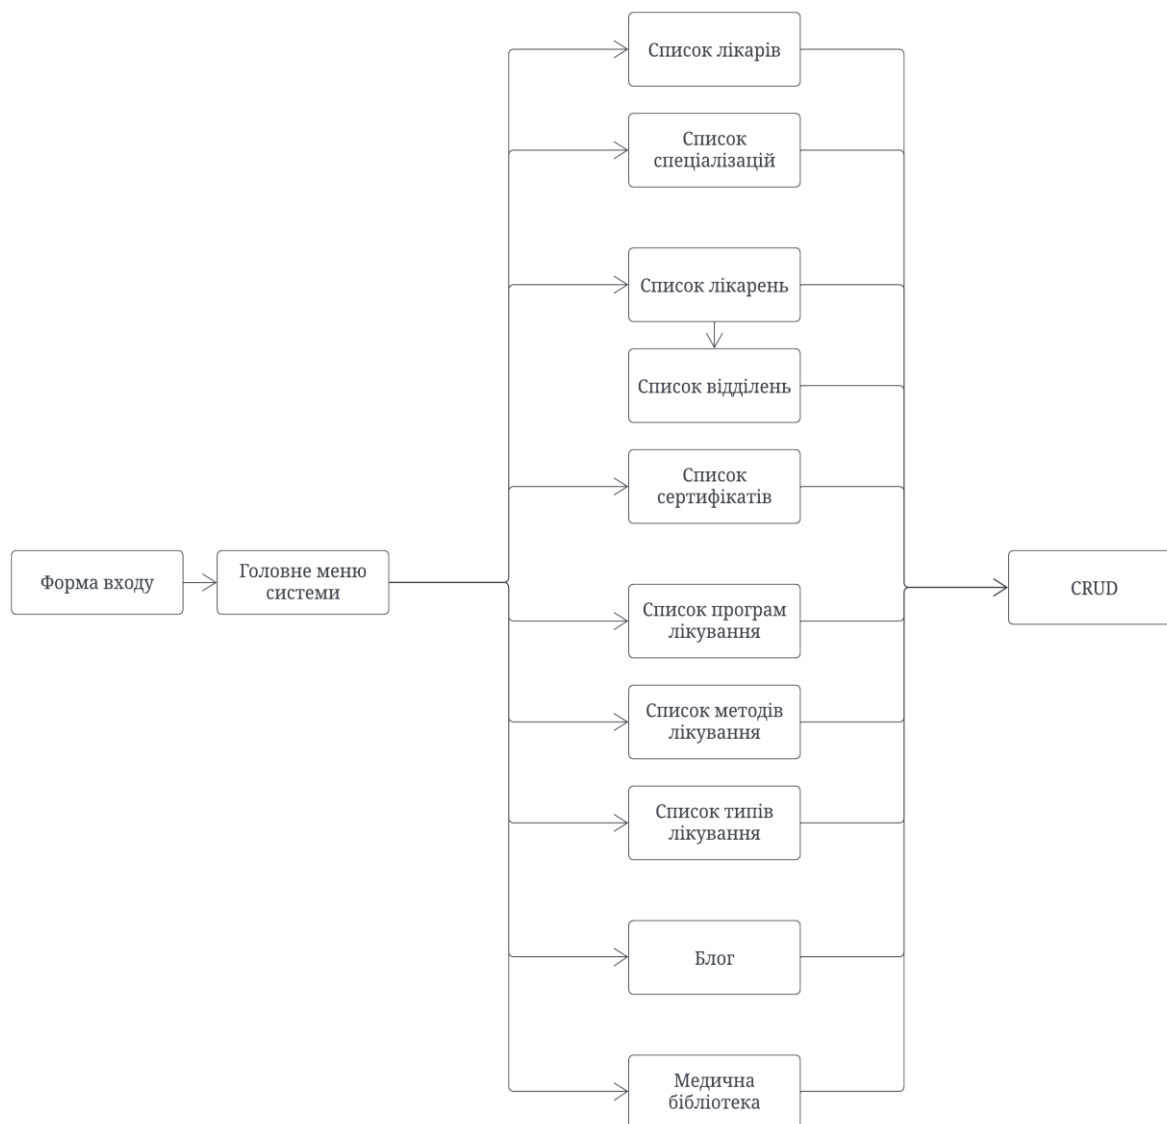 Список лікарів
Список
спеціалізацій
Список лікарень
Список відділень
Список
сертифікатів
Форма входу
Головне меню
системи
CRUD
Список програм
лікування
Список методів
лікування
Список типів
лікування
Блог
Медична
бібліотека